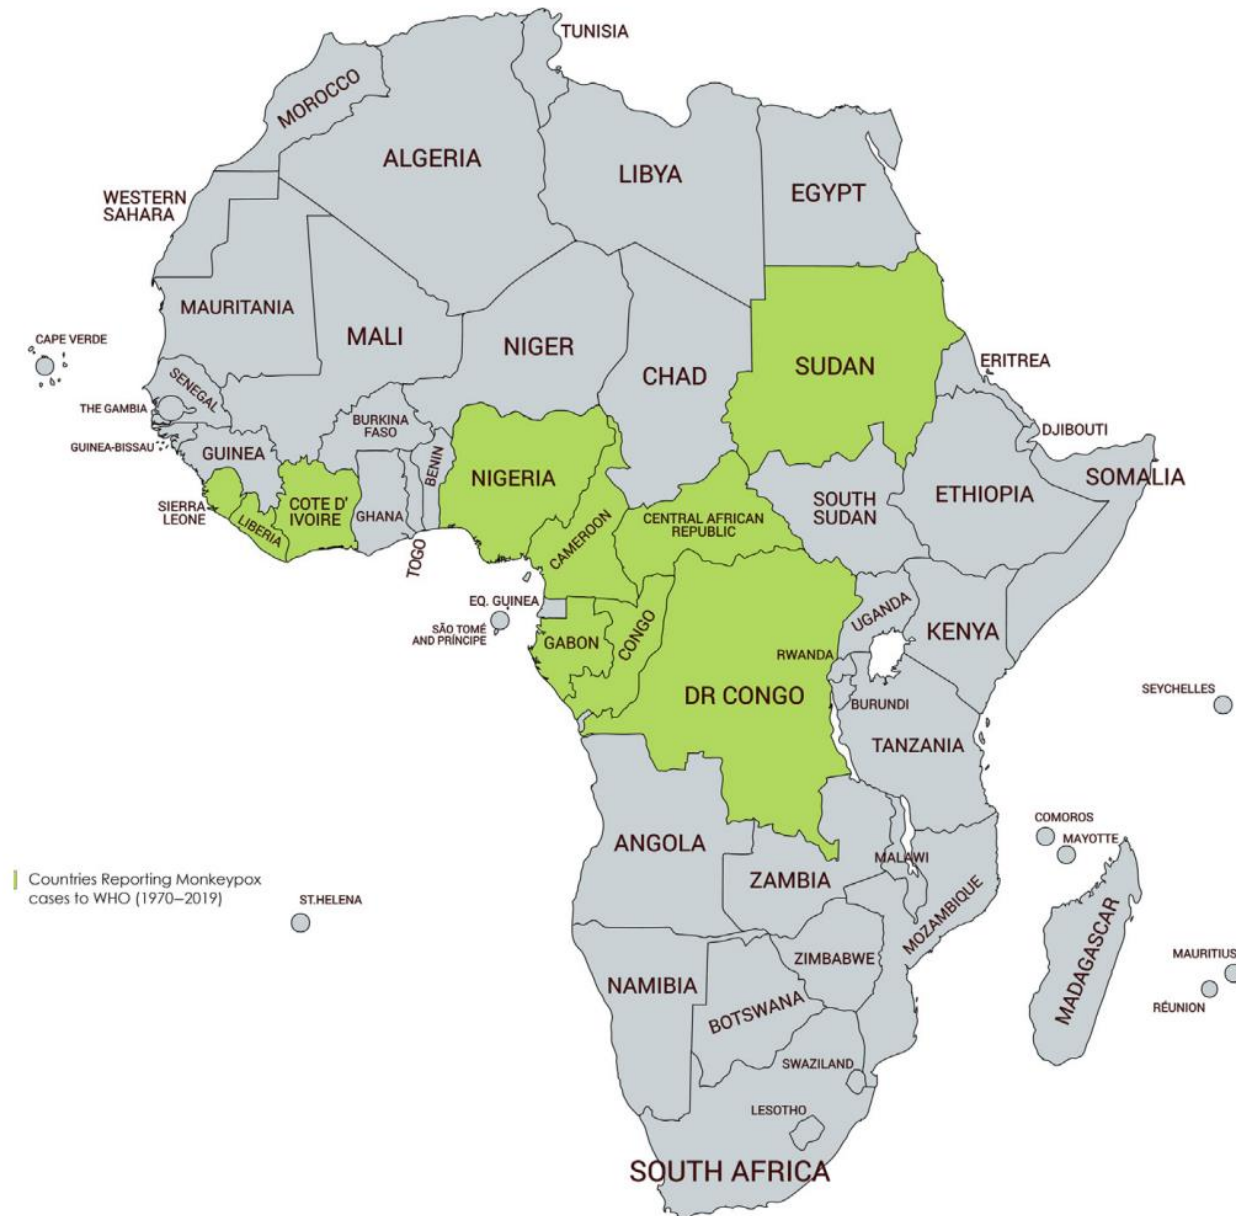 TUNISIA
MOROCCO
ALGERIA
LIBYA
EGYPT
WESTERN
SAHARA
MAURITANIA
MALI
NIGER
CHAD
SUDAN
ERITREA
CAPE VERDE
SENEGAL
THE GAMBIA
GUINEA-BISSAU
GUINEA
BURKINA
FASO
BENIN
NIGERIA
DJIBOUTI
SOMALIA
ETHIOPIA
SOUTH
SUDAN
SIERRA
LEONE
LIBERIA
COTE D'
IVOIRE
GHANA
TOGO
CAMEROON
CENTRAL AFRICAN
REPUBLIC
EQ. GUINEA
SÃO TOMÉ
AND PRÍNCIPE
GABON
CONGO
UGANDA
KENYA
RWANDA
DR CONGO
BURUNDI
TANZANIA
SEYCHELLES
COMOROS
MAYOTTE
ANGOLA
ZAMBIA
MALAWI
MOZAMBIQUE
MADAGASCAR
Countries Reporting Monkeypox
cases to WHO (1970–2019)
ST.HELENA
NAMIBIA
ZIMBABWE
BOTSWANA
MAURITIUS
RÉUNION
SWAZILAND
LESOTHO
SOUTH AFRICA